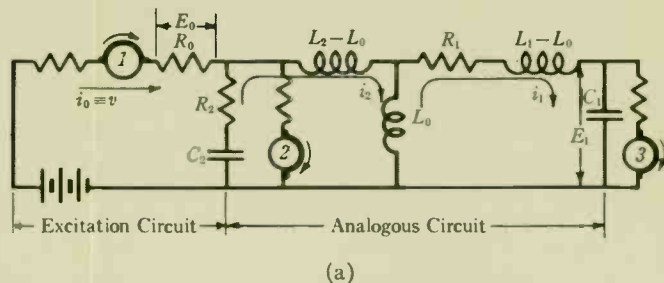 E₀
R₀
1
i₀ ≡ v
R₂
C₂
2
L₂–L₀
i₂
L₀
R₁
L₁–L₀
i₁
E₁
C₁
3
Excitation Circuit
Analogous Circuit
(a)